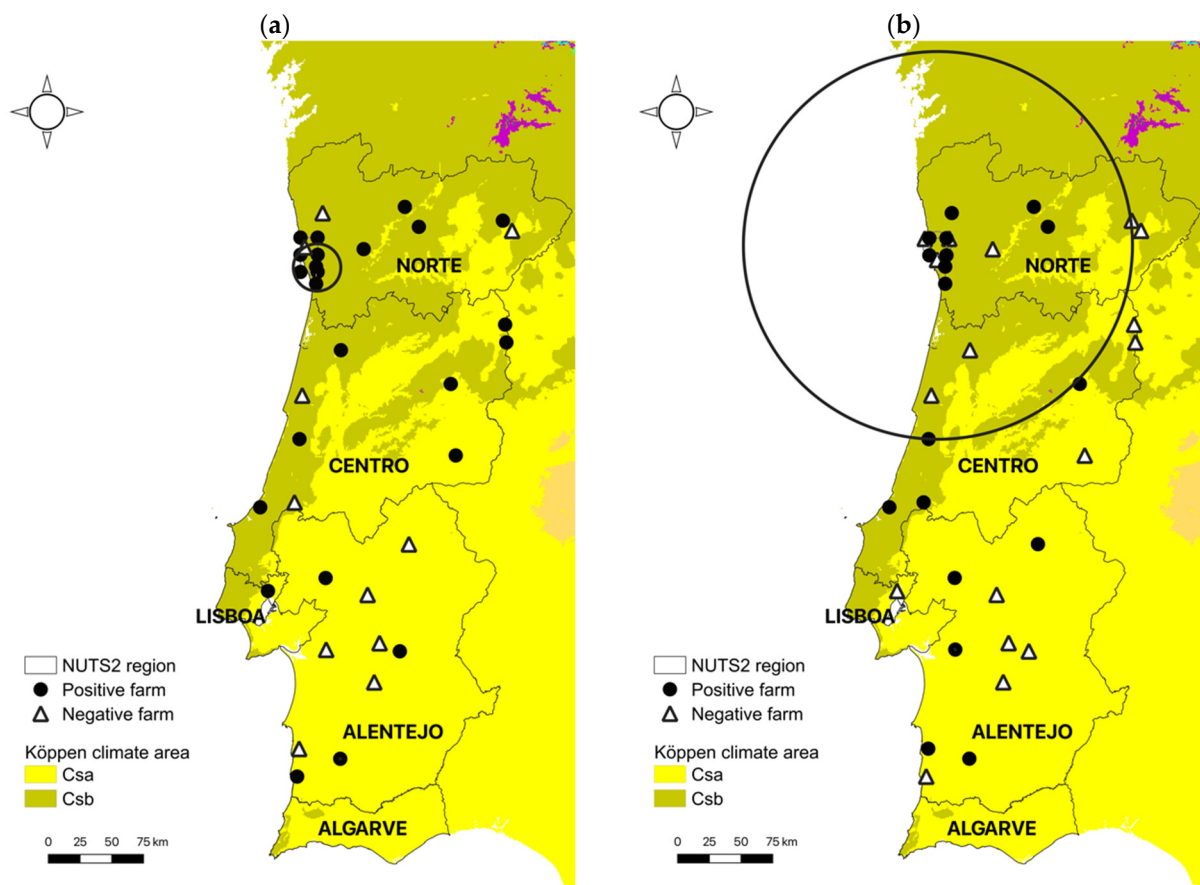 (a)
NORTE
CENTRO
LISBOA
ALENTEJO
ALGARVE
NUTS2 region
Positive farm
Negative farm
Köppen climate area
Csa
Csb
0 25 50 75 km
(b)
NORTE
CENTRO
LISBOA
ALENTEJO
ALGARVE
NUTS2 region
Positive farm
Negative farm
Köppen climate area
Csa
Csb
0 25 50 75 km